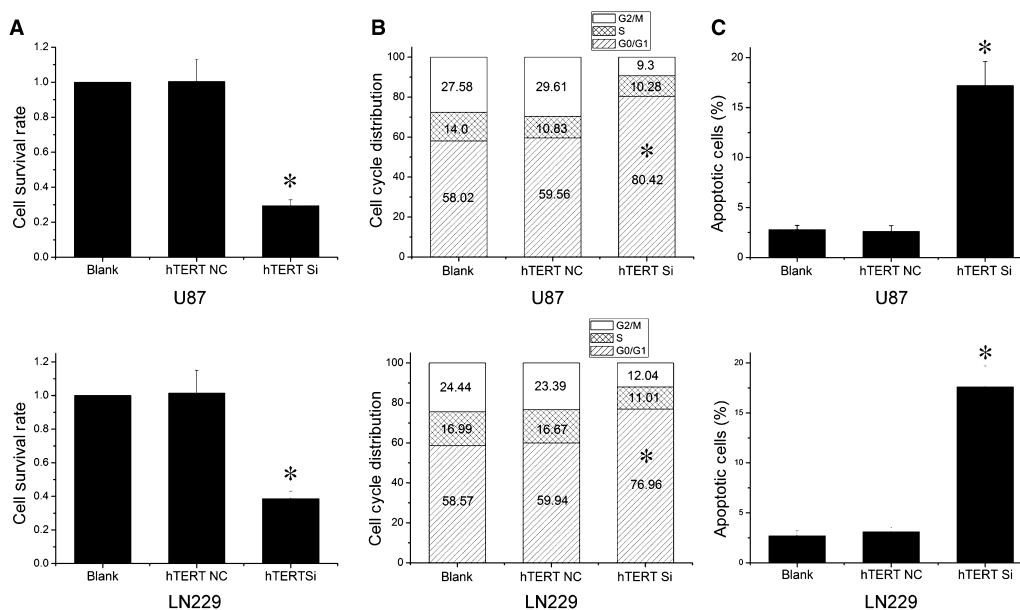 A
1.2
1.0
0.8
0.6
0.4
0.2
0.0
Cell survival rate
*
Blank
hTERT NC
hTERT Si
U87
B
G2/M
S
G0/G1
100
80
60
40
20
0
Cell cycle distribution
27.58
14.0
58.02
29.61
10.83
59.56
9.3
10.28
*
80.42
Blank
hTERT NC
hTERT Si
U87
C
20
15
10
5
0
Apoptotic cells (%)
*
Blank
hTERT NC
hTERT Si
U87
1.2
1.0
0.8
0.6
0.4
0.2
0.0
Cell survival rate
*
Blank
hTERT NC
hTERTSi
LN229
G2/M
S
G0/G1
100
80
60
40
20
0
Cell cycle distribution
24.44
16.99
58.57
23.39
16.67
59.94
12.04
11.01
*
76.96
Blank
hTERT NC
hTERT Si
LN229
20
15
10
5
0
Apoptotic cells (%)
*
Blank
hTERT NC
hTERT Si
LN229